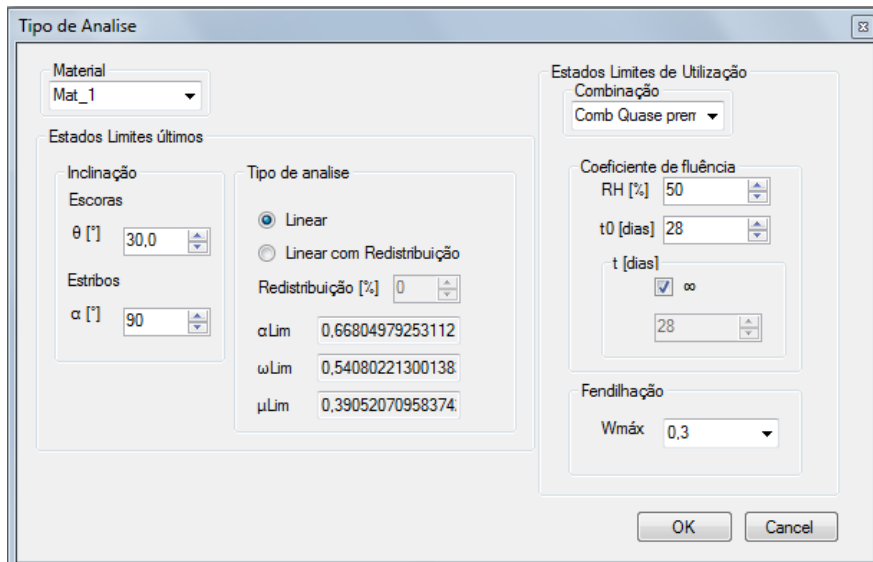 Tipo de Analise
Material
Mat_1
Estados Limites últimos
Inclinação
Escoras
θ [°] 30,0
Estribos
α [°] 90
Tipo de analise
Linear
Linear com Redistribuição
Redistribuição [%] 0
αLim 0,66804979253112
ωLim 0,54080221300138
μLim 0,39052070958374
Estados Limites de Utilização
Combinação
Comb Quase prem
Coeficiente de fluência
RH [%] 50
t0 [dias] 28
t [dias]
∞
28
Fendilhação
Wmáx 0,3
OK Cancel